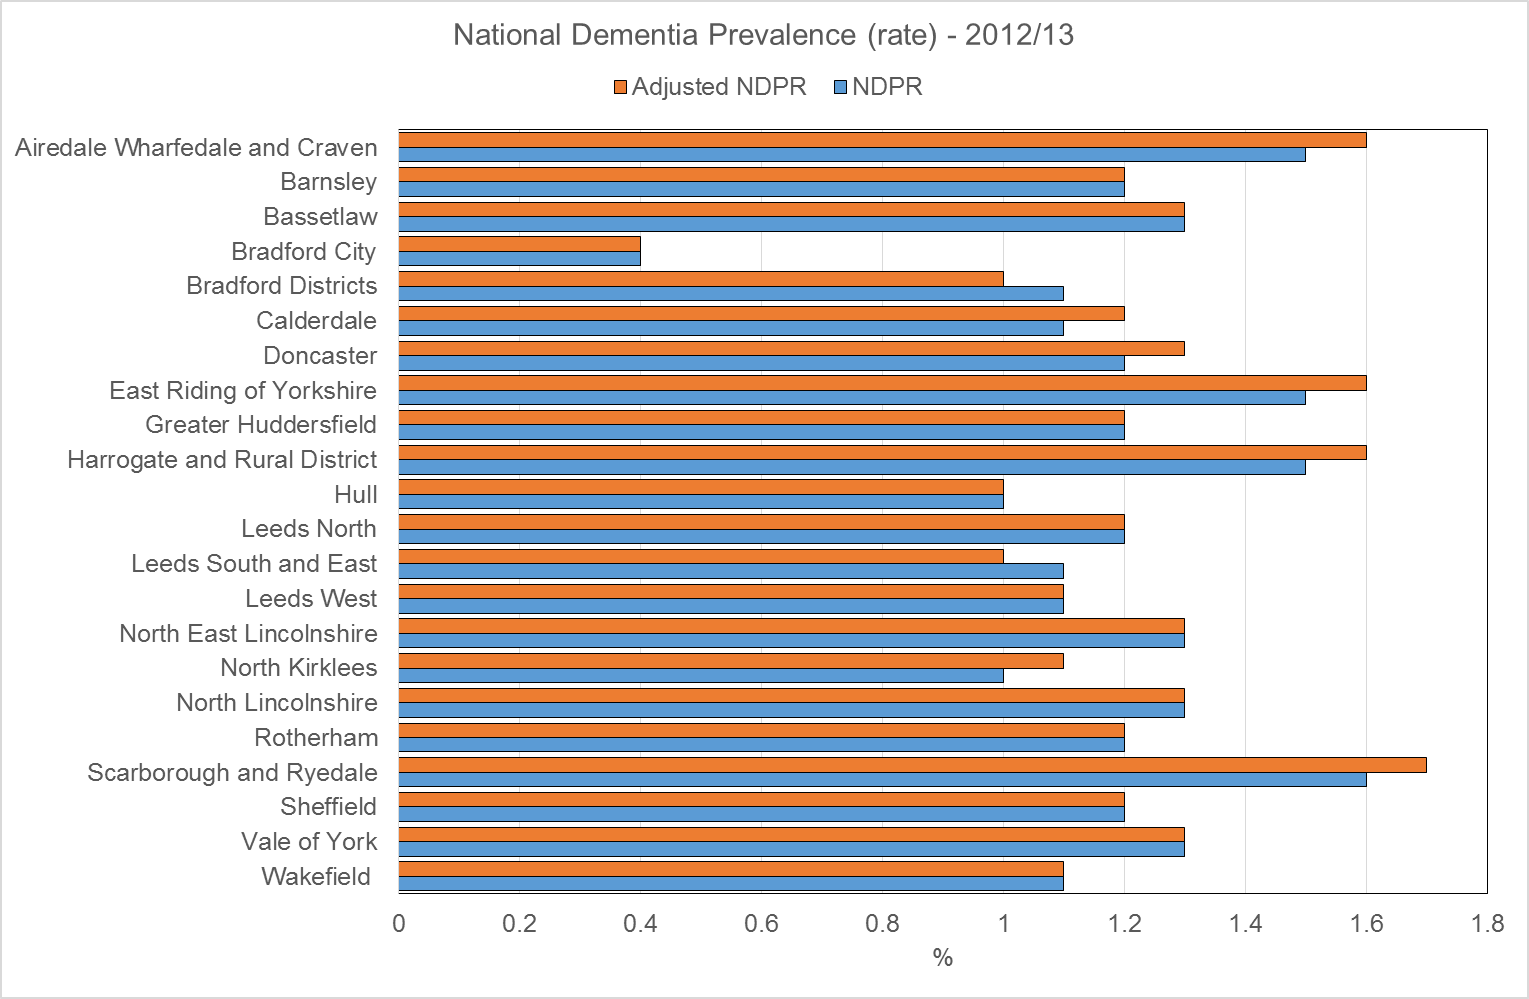 National Dementia Prevalence (rate) - 2012/13
Adjusted NDPR NDPR
Airedale Wharfedale and Craven
Barnsley
Bassetlaw
Bradford City
Bradford Districts
Calderdale
Doncaster
East Riding of Yorkshire
Greater Huddersfield
Harrogate and Rural District
Hull
Leeds North
Leeds South and East
Leeds West
North East Lincolnshire
North Kirklees
North Lincolnshire
Rotherham
Scarborough and Ryedale
Sheffield
Vale of York
Wakefield
0 0.2 0.4 0.6 0.8 1 1.2 1.4 1.6 1.8
%